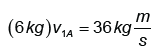 (6kg)v₁A = 36kg m/s